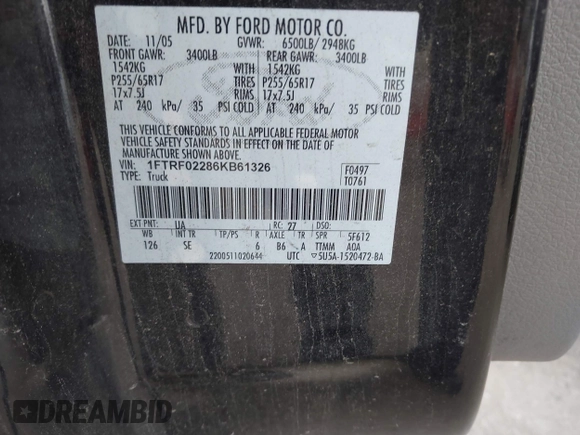 MFD. BY FORD MOTOR CO.
DATE: 11/05 GVWR: 6500LB/ 2948KG
FRONT GAWR: 3400LB REAR GAWR: 3400LB
1542KG WITH 1542KG WITH
P255/65R17 TIRES P255/65R17 TIRES
17x7.5J RIMS 17x7.5J RIMS
AT 240 kPa/ 35 PSI COLD AT 240 kPa/ 35 PSI COLD
THIS VEHICLE CONFORMS TO ALL APPLICABLE FEDERAL MOTOR
VEHICLE SAFETY STANDARDS IN EFFECT ON THE DATE OF
MANUFACTURE SHOWN ABOVE.
VIN: 1FTRF02286KB61326 F0497
TYPE: Truck T0761
EXT PNT: UA RC: 27 DSO:
WB INT TR TP/PS R AXLE TR SPR 5F612
126 SE 6 B6 A TTMM AOA
2200511020644 UTC ▽5U5A-1520472-BA
DREAMBID